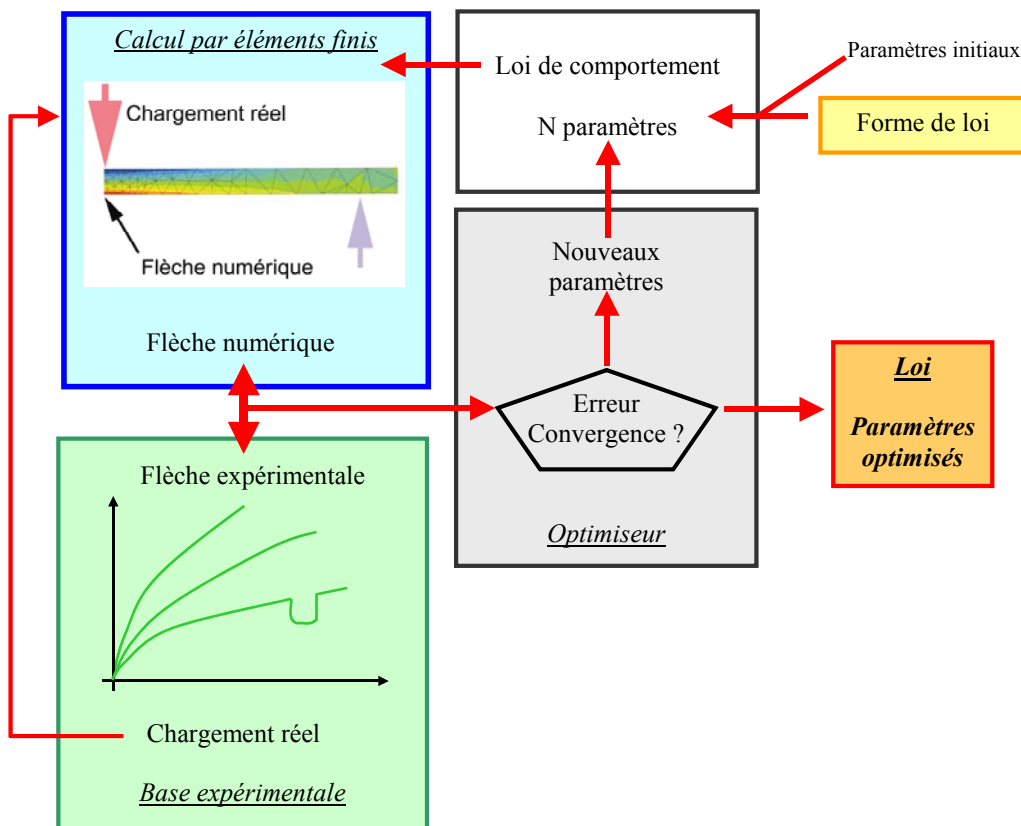 Calcul par éléments finis
Chargement réel
Flèche numérique
Flèche numérique
Loi de comportement
N paramètres
Paramètres initiaux
Forme de loi
Nouveaux
paramètres
Erreur
Convergence ?
Optimiseur
Loi
Paramètres
optimisés
Flèche expérimentale
Chargement réel
Base expérimentale